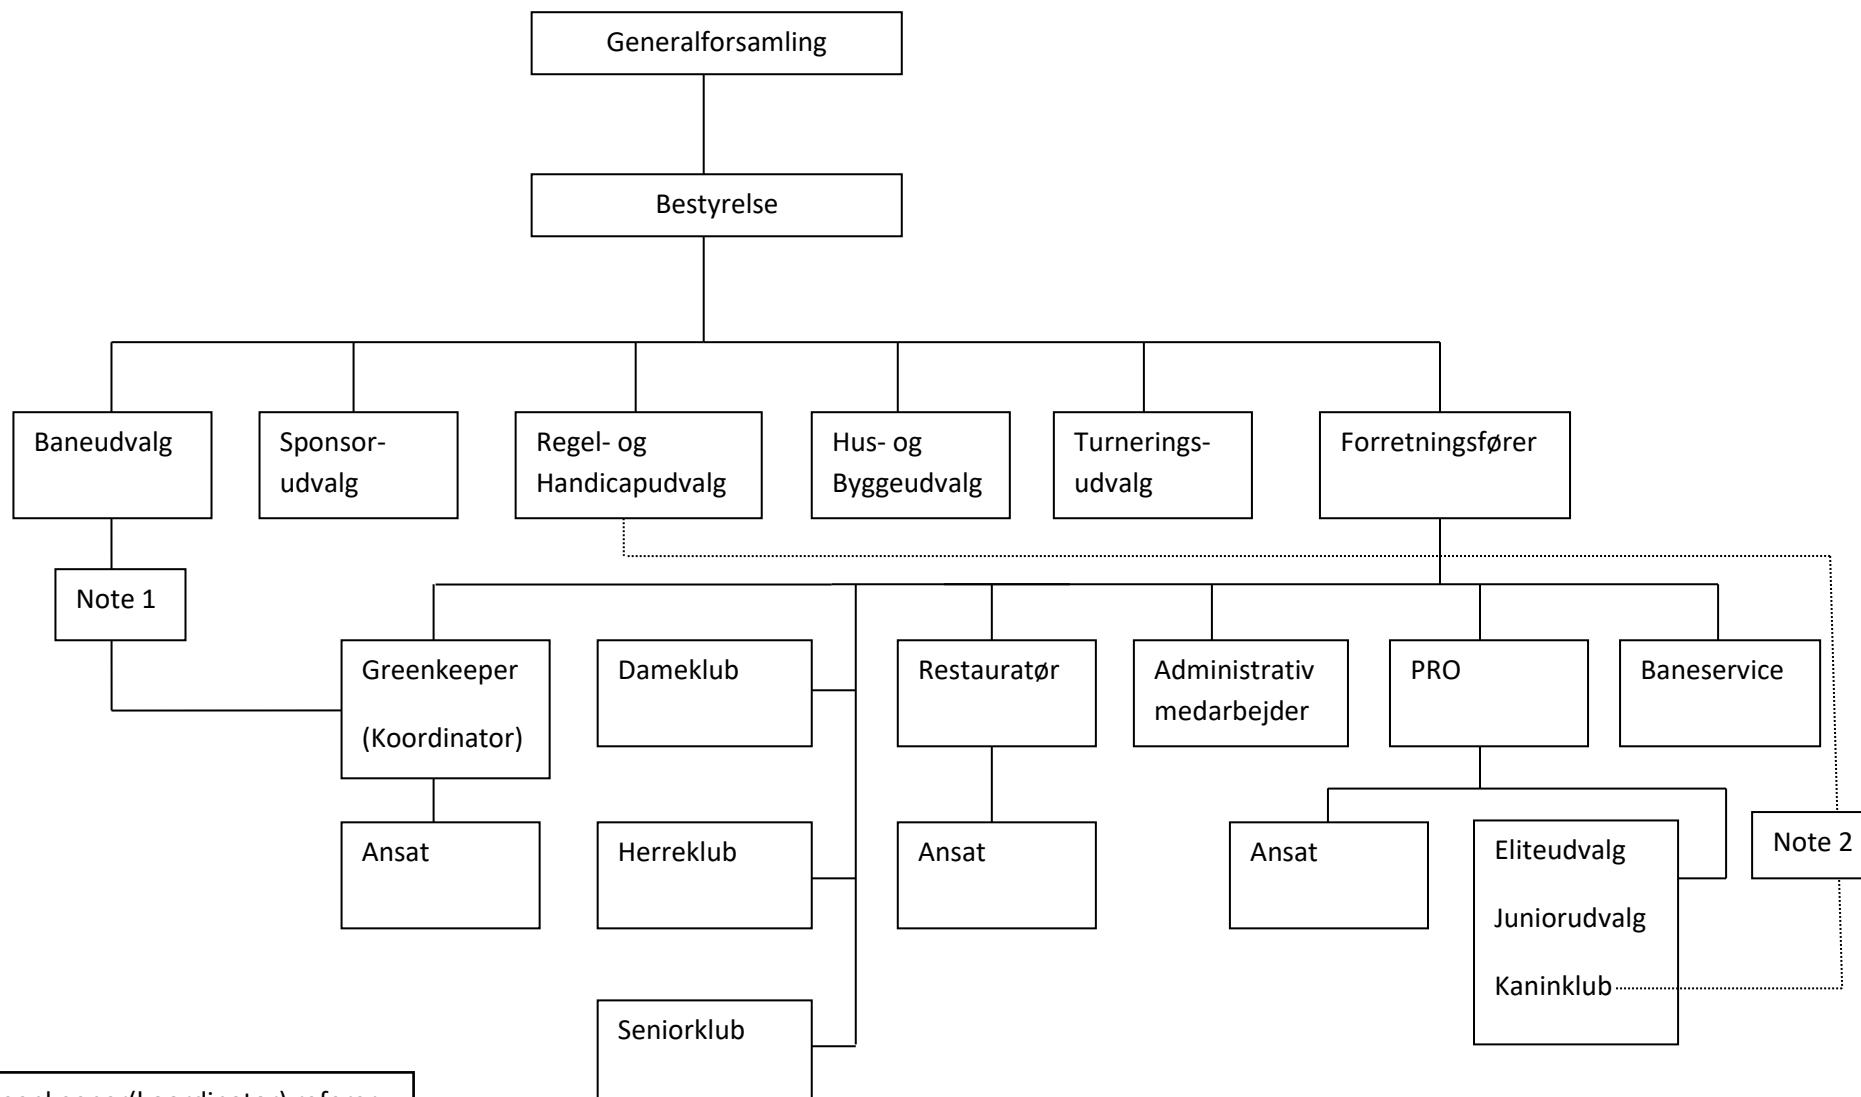 Generalforsamling
Bestyrelse
Baneudvalg
Sponsor-
udvalg
Regel- og
Handicapudvalg
Hus- og
Byggeudvalg
Turnerings-
udvalg
Forretningsfører
Note 1
Greenkeeper
(Koordinator)
Dameklub
Restauratør
Administrativ
medarbejder
PRO
Baneservice
Ansat
Herreklub
Ansat
Ansat
Eliteudvalg
Juniorudvalg
Kaninklub
Note 2
Seniorklub